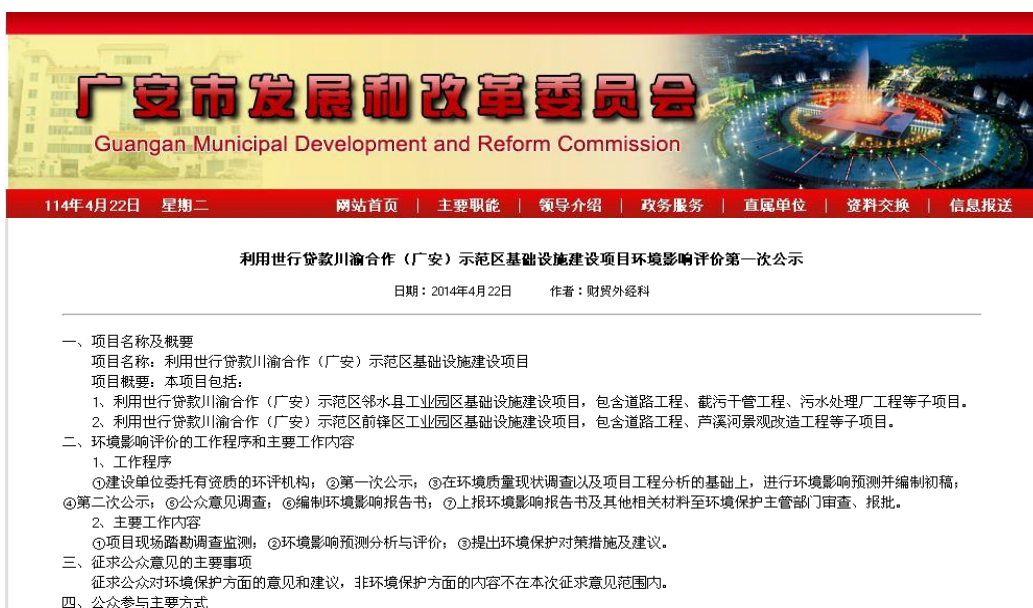 广安市发展和改革委员会
Guangan Municipal Development and Reform Commission
114年4月22日 星期二 网站首页 | 主要职能 | 领导介绍 | 政务服务 | 直属单位 | 资料交换 | 信息报送
利用世行贷款川渝合作（广安）示范区基础设施建设项目环境影响评价第一次公示
日期：2014年4月22日 作者：财贸外经科
一、项目名称及概要
项目名称：利用世行贷款川渝合作（广安）示范区基础设施建设项目
项目概要：本项目包括：
1、利用世行贷款川渝合作（广安）示范区邻水县工业园区基础设施建设项目，包含道路工程、截污干管工程、污水处理厂工程等子项目。
2、利用世行贷款川渝合作（广安）示范区前锋区工业园区基础设施建设项目，包含道路工程、芦溪河景观改造工程等子项目。
二、环境影响评价的工作程序和主要工作内容
1、工作程序
①建设单位委托有资质的环评机构；②第一次公示；③在环境质量现状调查以及项目工程分析的基础上，进行环境影响预测并编制初稿；
④第二次公示；⑤公众意见调查；⑥编制环境影响报告书；⑦上报环境影响报告书及其他相关材料至环境保护主管部门审查、报批。
2、主要工作内容
①项目现场踏勘调查监测；②环境影响预测分析与评价；③提出环境保护对策措施及建议。
三、征求公众意见的主要事项
征求公众对环境保护方面的意见和建议，非环境保护方面的内容不在本次征求意见范围内。
四、公众参与主要方式